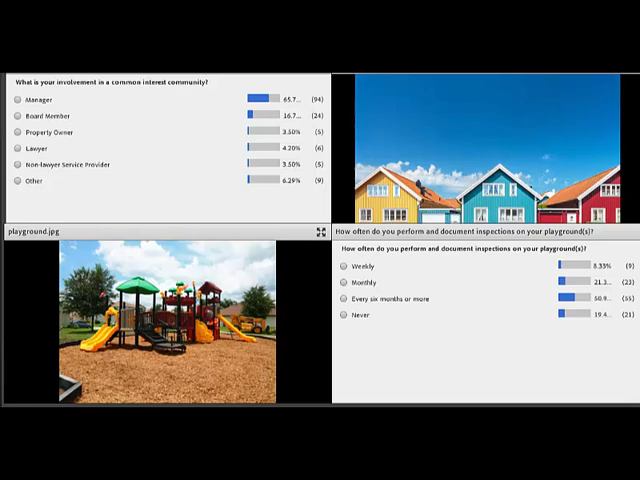 What is your involvement in a common interest community?
Manager 65.7... (94)
Board Member 16.7... (24)
Property Owner 3.50% (5)
Lawyer 4.20% (6)
Non-lawyer Service Provider 3.50% (5)
Other 6.29% (9)
playground.jpg
How often do you perform and document inspections on your playground(s)?
How often do you perform and document inspections on your playground(s)?
Weekly 8.33% (9)
Monthly 21.3... (23)
Every six months or more 50.9... (55)
Never 19.4... (21)